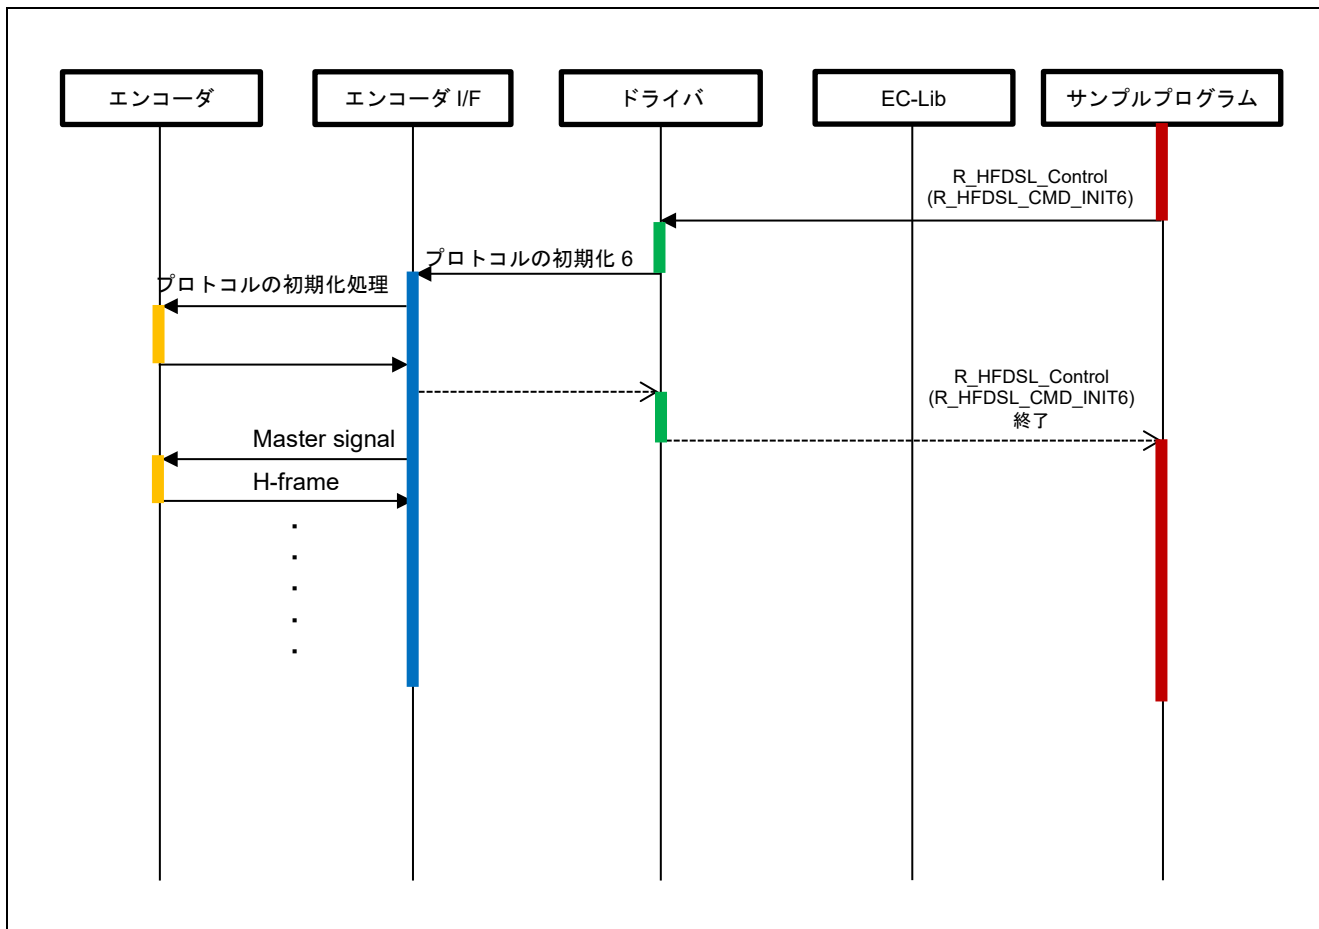 エンコーダ
エンコーダ I/F
ドライバ
EC-Lib
サンプルプログラム
R_HFDSL_Control
(R_HFDSL_CMD_INIT6)
プロトコルの初期化 6
プロトコルの初期化処理
R_HFDSL_Control
(R_HFDSL_CMD_INIT6)
終了
Master signal
H-frame
・
・
・
・
・